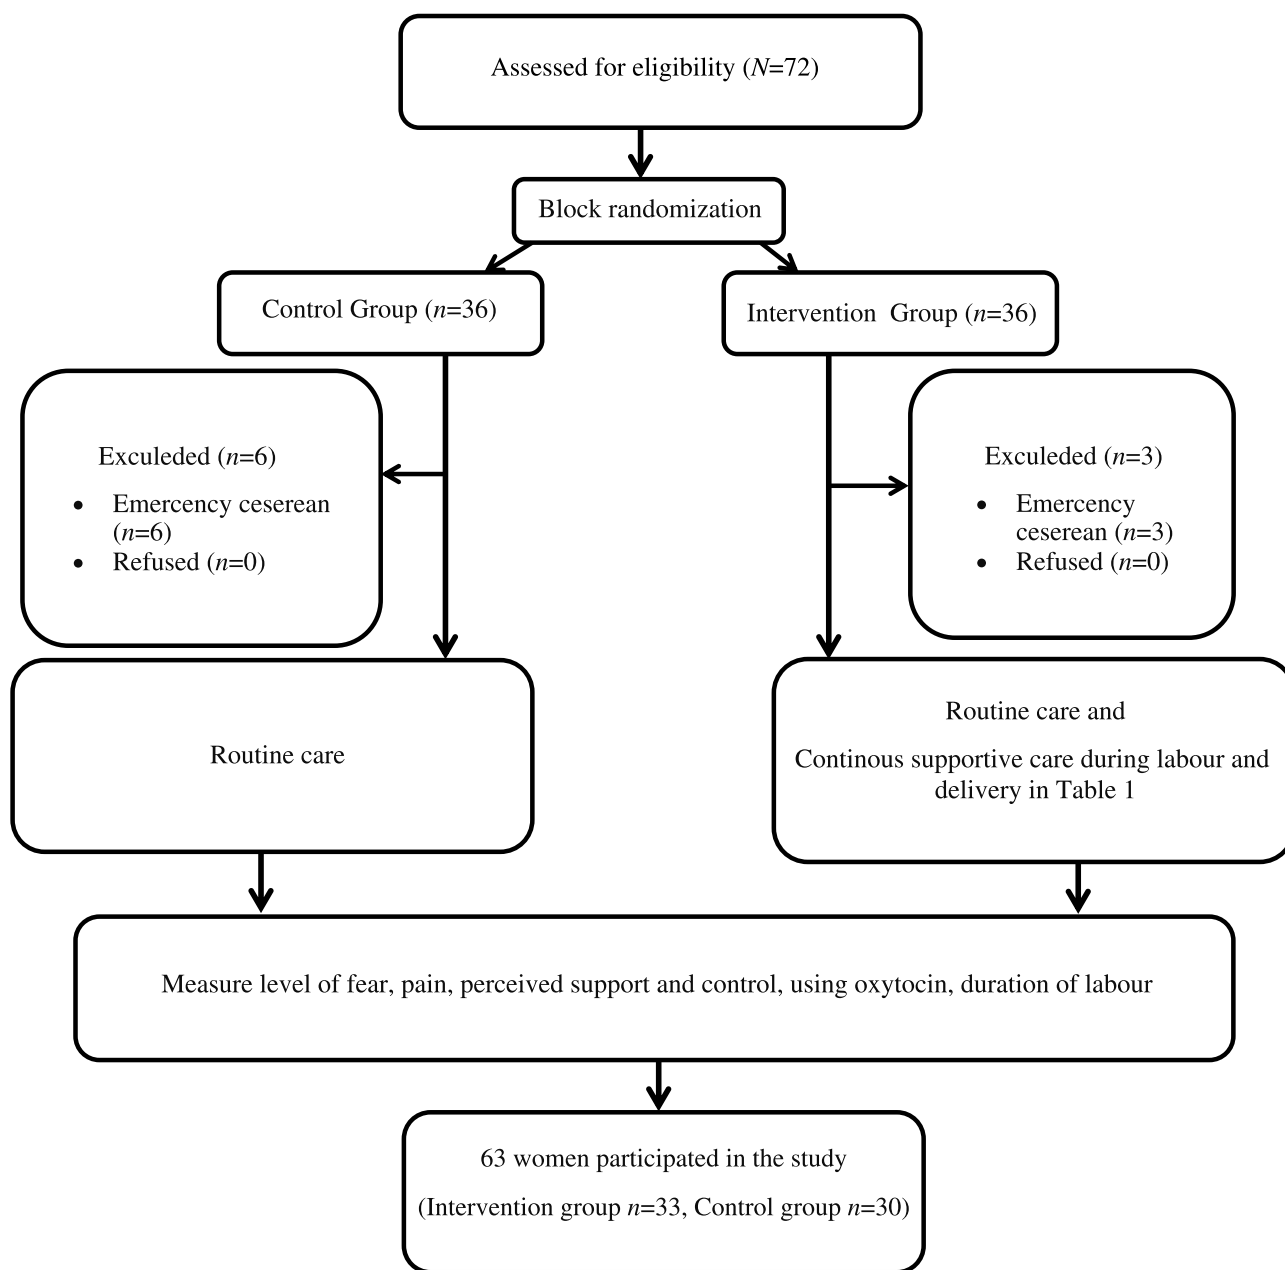 Assessed for eligibility (N=72)
Block randomization
Control Group (n=36)
Intervention Group (n=36)
Exculeded (n=6)
• Emercency ceserean
(n=6)
• Refused (n=0)
Exculeded (n=3)
• Emercency
ceserean (n=3)
• Refused (n=0)
Routine care
Routine care and
Continous supportive care during labour and
delivery in Table 1
Measure level of fear, pain, perceived support and control, using oxytocin, duration of labour
63 women participated in the study
(Intervention group n=33, Control group n=30)